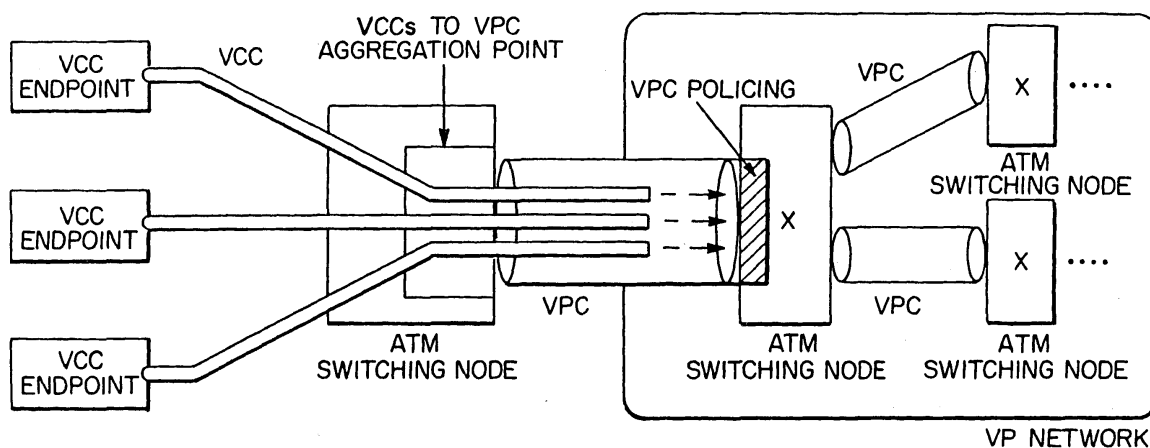 VCC
ENDPOINT
VCC
VCCs TO VPC
AGGREGATION POINT
VCC
ENDPOINT
VCC
ENDPOINT
VPC
ATM
SWITCHING NODE
VPC POLICING
X
ATM
SWITCHING NODE
VPC
X
....
ATM
SWITCHING NODE
VPC
X
....
ATM
SWITCHING NODE
VP NETWORK